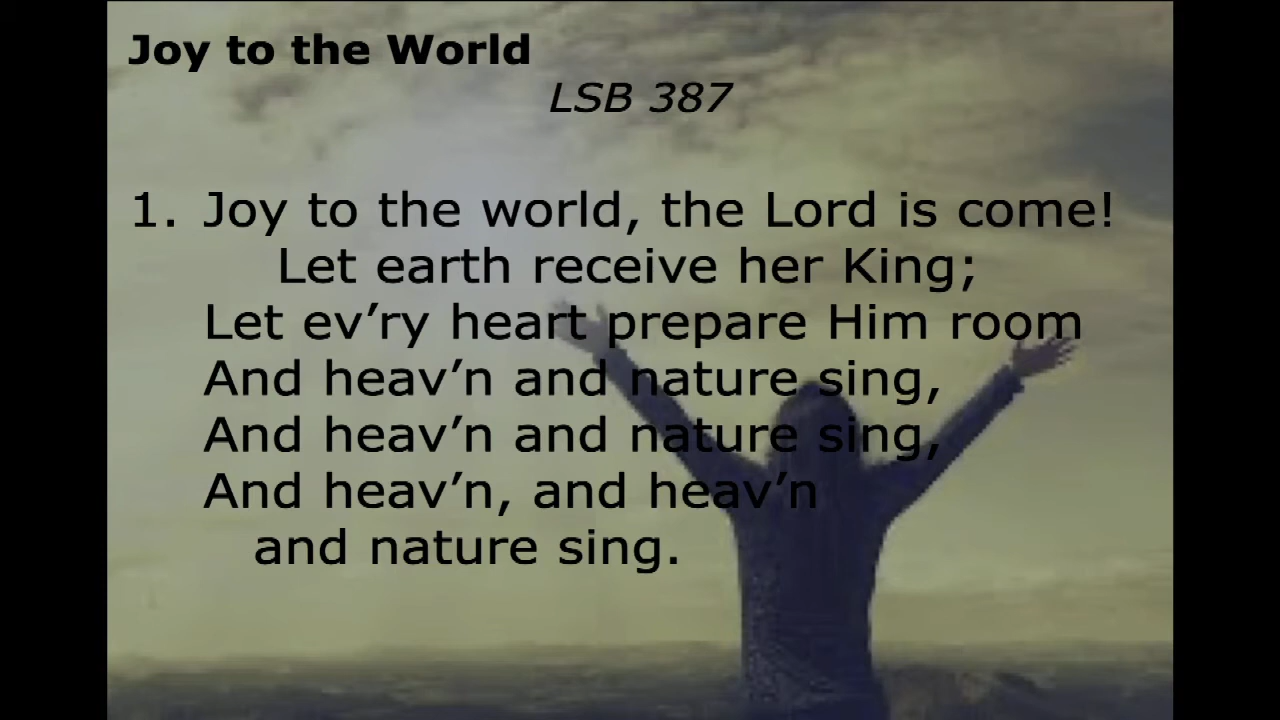 Joy to the World
LSB 387
1. Joy to the world, the Lord is come!
Let earth receive her King;
Let ev’ry heart prepare Him room
And heav’n and nature sing,
And heav’n and nature sing,
And heav’n, and heav’n
and nature sing.